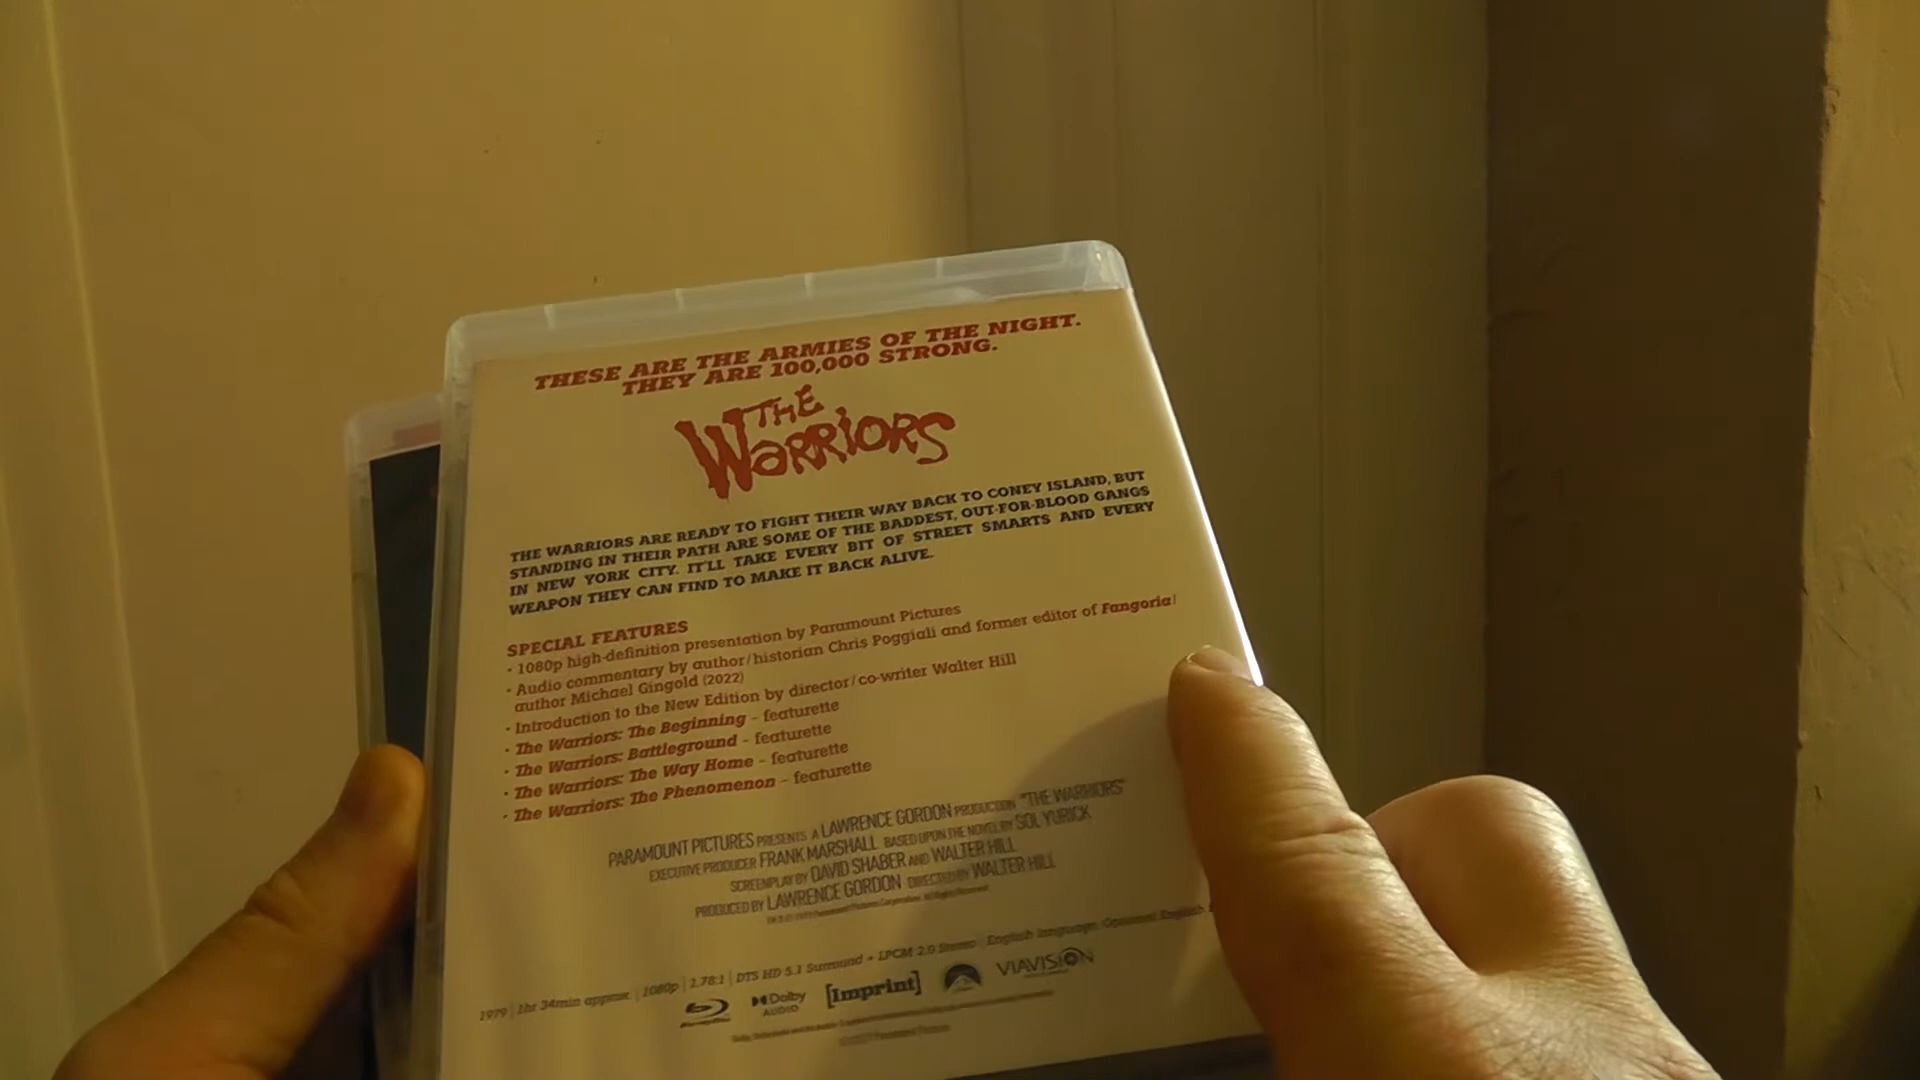 THESE ARE THE ARMIES OF THE NIGHT.
THEY ARE 100,000 STRONG.
THE
WARRIORS
THE WARRIORS ARE READY TO FIGHT THEIR WAY BACK TO CONEY ISLAND, BUT
STANDING IN THEIR PATH ARE SOME OF THE BADDEST, OUT-FOR-BLOOD GANGS
IN NEW YORK CITY. IT'LL TAKE EVERY BIT OF STREET SMARTS AND EVERY
WEAPON THEY CAN FIND TO MAKE IT BACK ALIVE.
SPECIAL FEATURES
• 1080p high-definition presentation by Paramount Pictures
• Audio commentary by author/historian Chris Poggiali and former editor of Fangoria/
author Michael Gingold (2022)
• Introduction to the New Edition by director/co-writer Walter Hill
• The Warriors: The Beginning – featurette
• The Warriors: Battleground – featurette
• The Warriors: The Way Home – featurette
• The Warriors: The Phenomenon – featurette
PARAMOUNT PICTURES PRESENTS A LAWRENCE GORDON PRODUCTION "THE WARRIORS"
EXECUTIVE PRODUCER FRANK MARSHALL BASED UPON THE NOVEL BY SOL YURICK
SCREENPLAY BY DAVID SHABER AND WALTER HILL
PRODUCED BY LAWRENCE GORDON DIRECTED BY WALTER HILL
1979 | 1hr 34min approx. | 1080p | 1.78:1 | DTS HD 5.1 Surround + LPCM 2.0 Stereo | English language | Optional English
Blu-ray Disc
Dolby
AUDIO
[Imprint]
VIAVISION